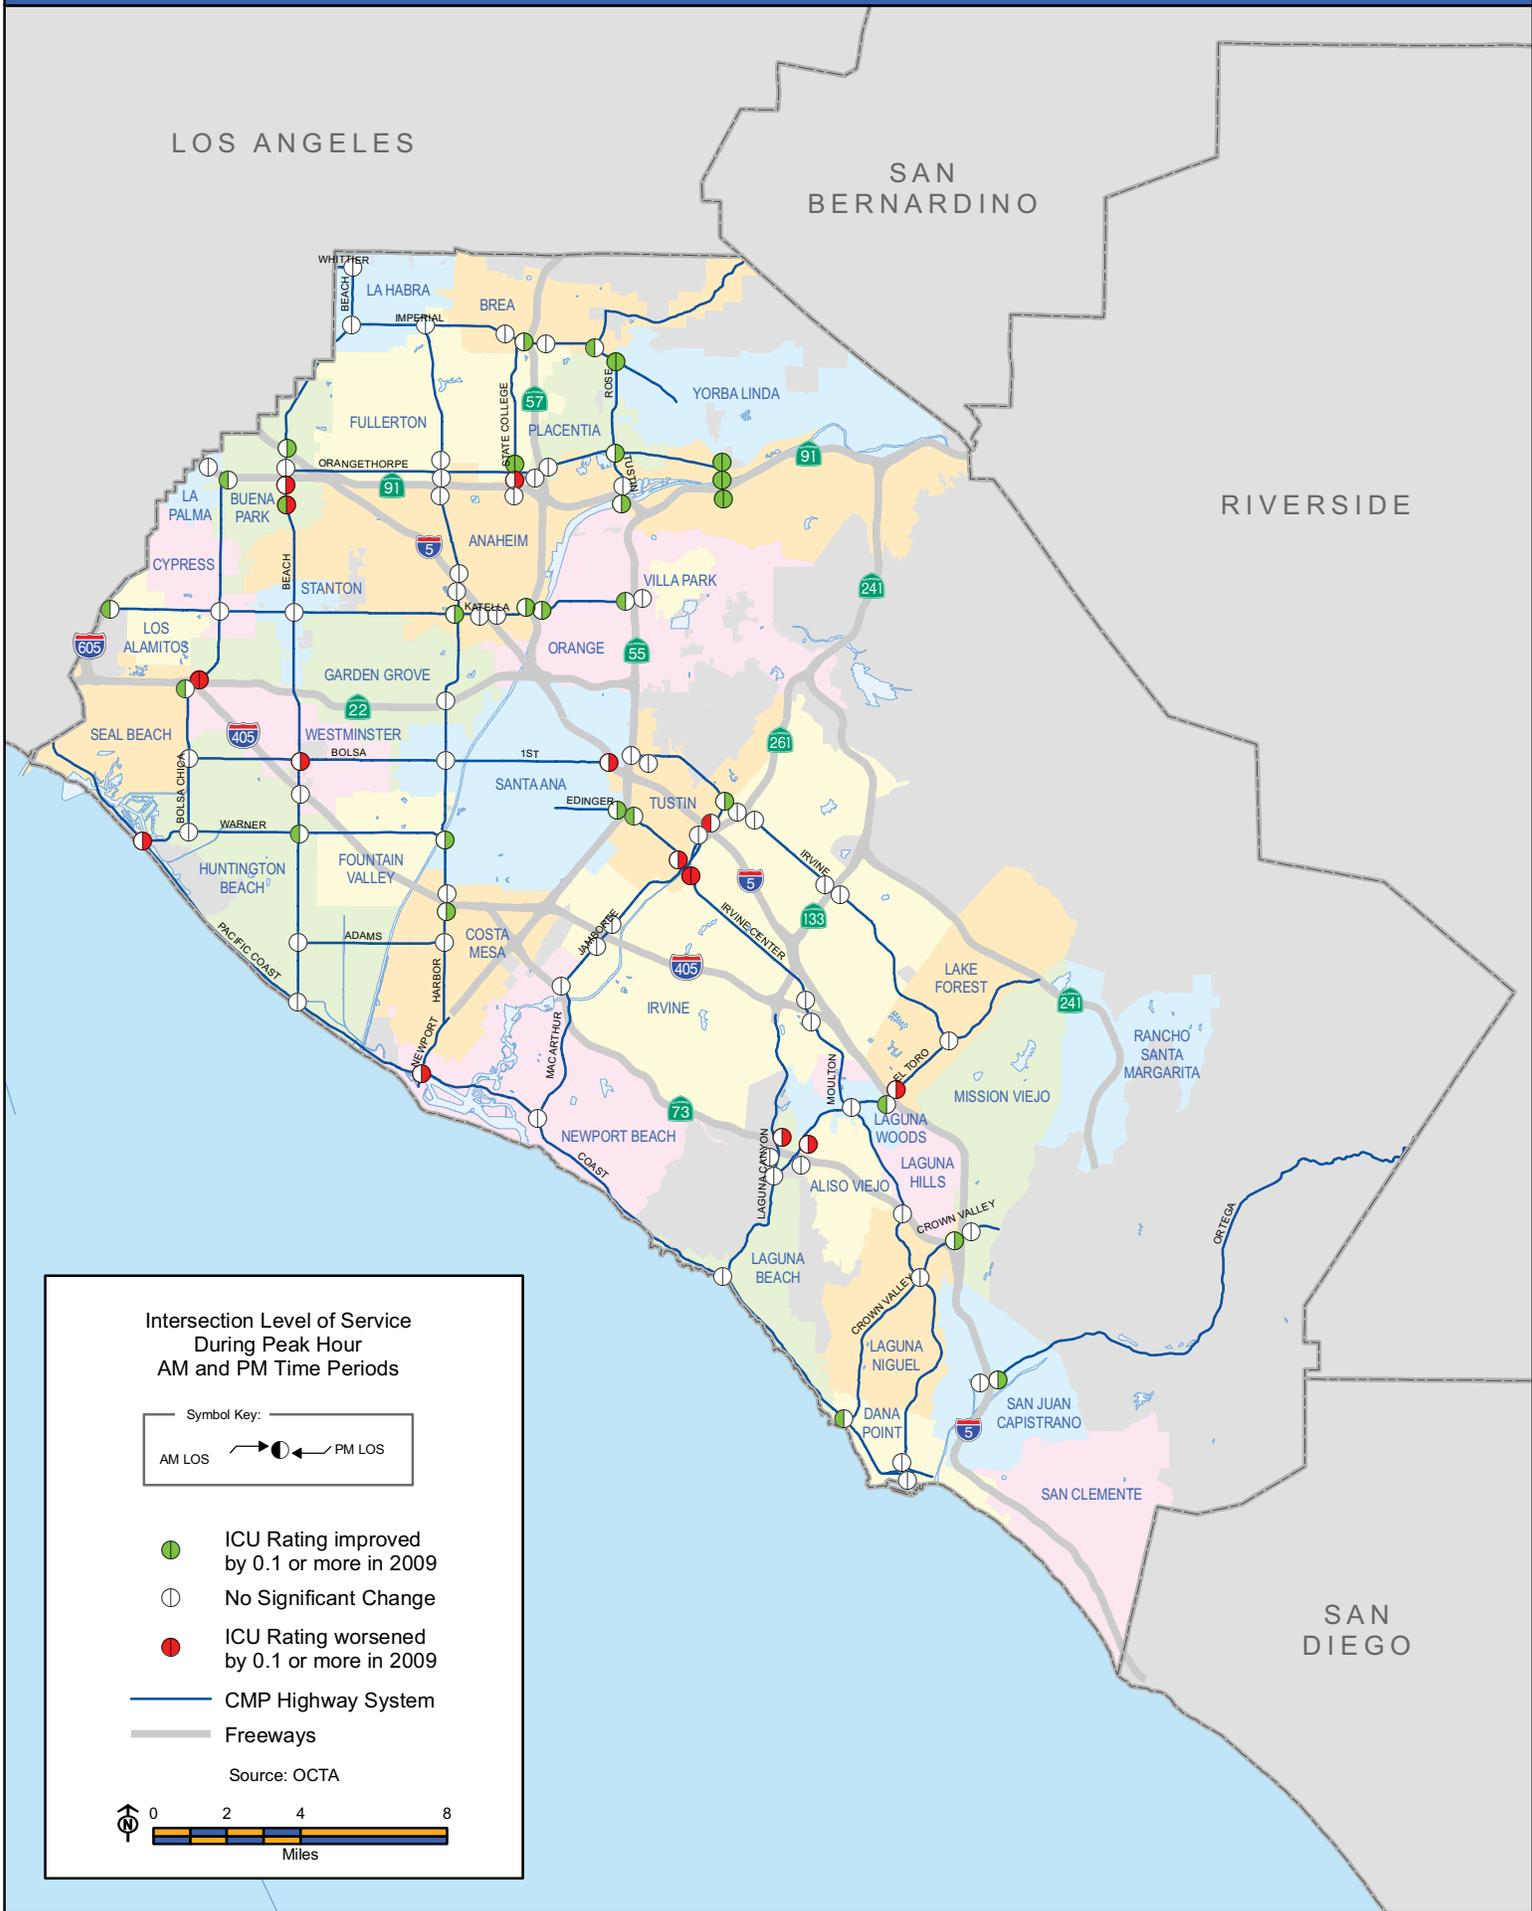 LOS ANGELES
SAN
BERNARDINO
RIVERSIDE
SAN
DIEGO
WHITTIER
BEACH
LA HABRA
BREA
IMPERIAL
YORBA LINDA
ROSE
STATE COLLEGE
57
FULLERTON
PLACENTIA
91
ORANGETHORPE
TUSTIN
91
LA
PALMA
BUENA
PARK
5
ANAHEIM
CYPRESS
BEACH
STANTON
VILLA PARK
241
KATELLA
LOS
ALAMITOS
605
ORANGE
55
GARDEN GROVE
22
SEAL BEACH
405
WESTMINSTER
261
BOLSA
1ST
BOLSA CHICA
SANTA ANA
EDINGER
TUSTIN
WARNER
HUNTINGTON
BEACH
FOUNTAIN
VALLEY
IRVINE
5
133
PACIFIC COAST
ADAMS
COSTA
MESA
JAMBOREE
IRVINE CENTER
405
HARBOR
LAKE
FOREST
241
IRVINE
NEWPORT
MACARTHUR
RANCHO
SANTA
MARGARITA
MOULTON
EL TORO
MISSION VIEJO
73
NEWPORT BEACH
LAGUNA
WOODS
COAST
LAGUNA CANYON
LAGUNA
HILLS
ALISO VIEJO
CROWN VALLEY
ORTEGA
LAGUNA
BEACH
CROWN VALLEY
LAGUNA
NIGUEL
DANA
POINT
SAN JUAN
CAPISTRANO
5
SAN CLEMENTE
Intersection Level of Service
During Peak Hour
AM and PM Time Periods
Symbol Key:
AM LOS
PM LOS
ICU Rating improved
by 0.1 or more in 2009
No Significant Change
ICU Rating worsened
by 0.1 or more in 2009
CMP Highway System
Freeways
Source: OCTA
N
0 2 4 8
Miles